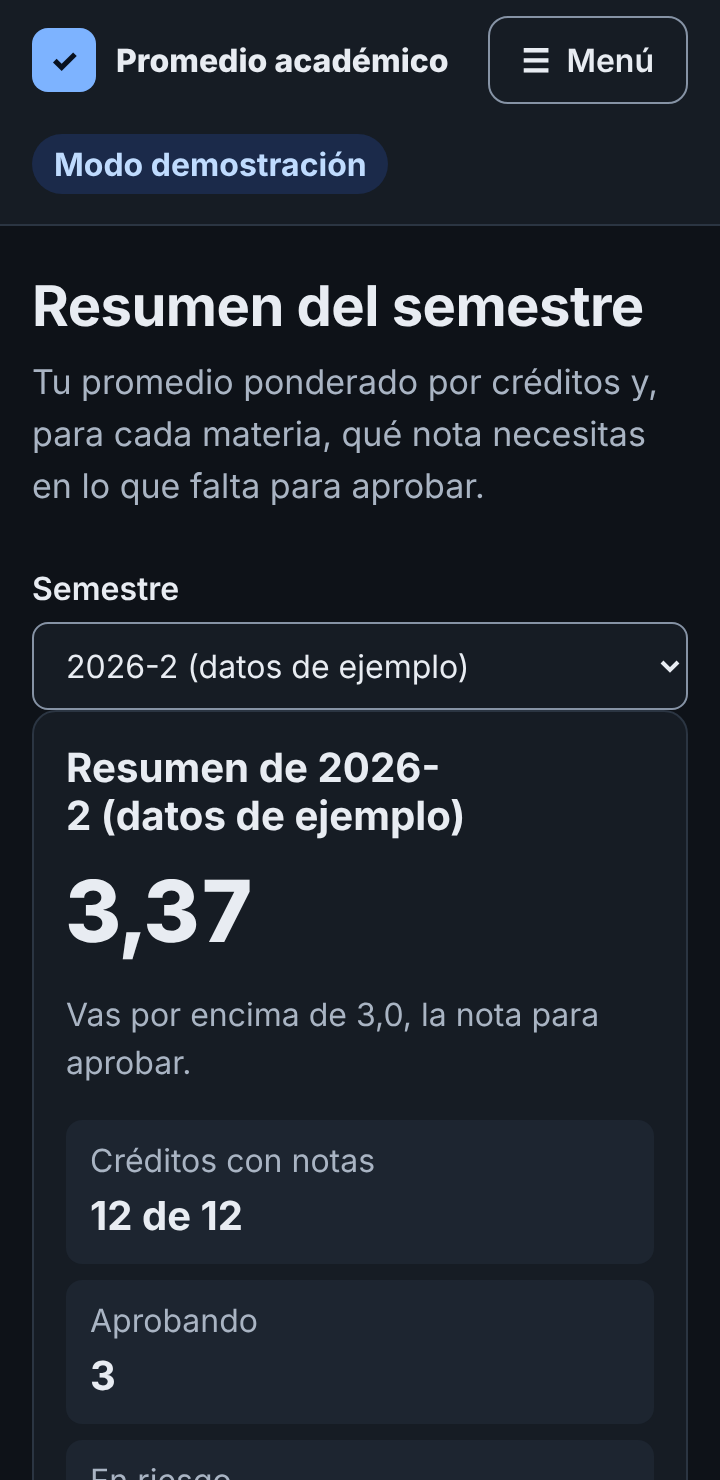 Promedio académico
☰ Menú
Modo demostración
Resumen del semestre
Tu promedio ponderado por créditos y,
para cada materia, qué nota necesitas
en lo que falta para aprobar.
Semestre
2026-2 (datos de ejemplo)
Resumen de 2026-
2 (datos de ejemplo)
3,37
Vas por encima de 3,0, la nota para
aprobar.
Créditos con notas
12 de 12
Aprobando
3
En riesgo